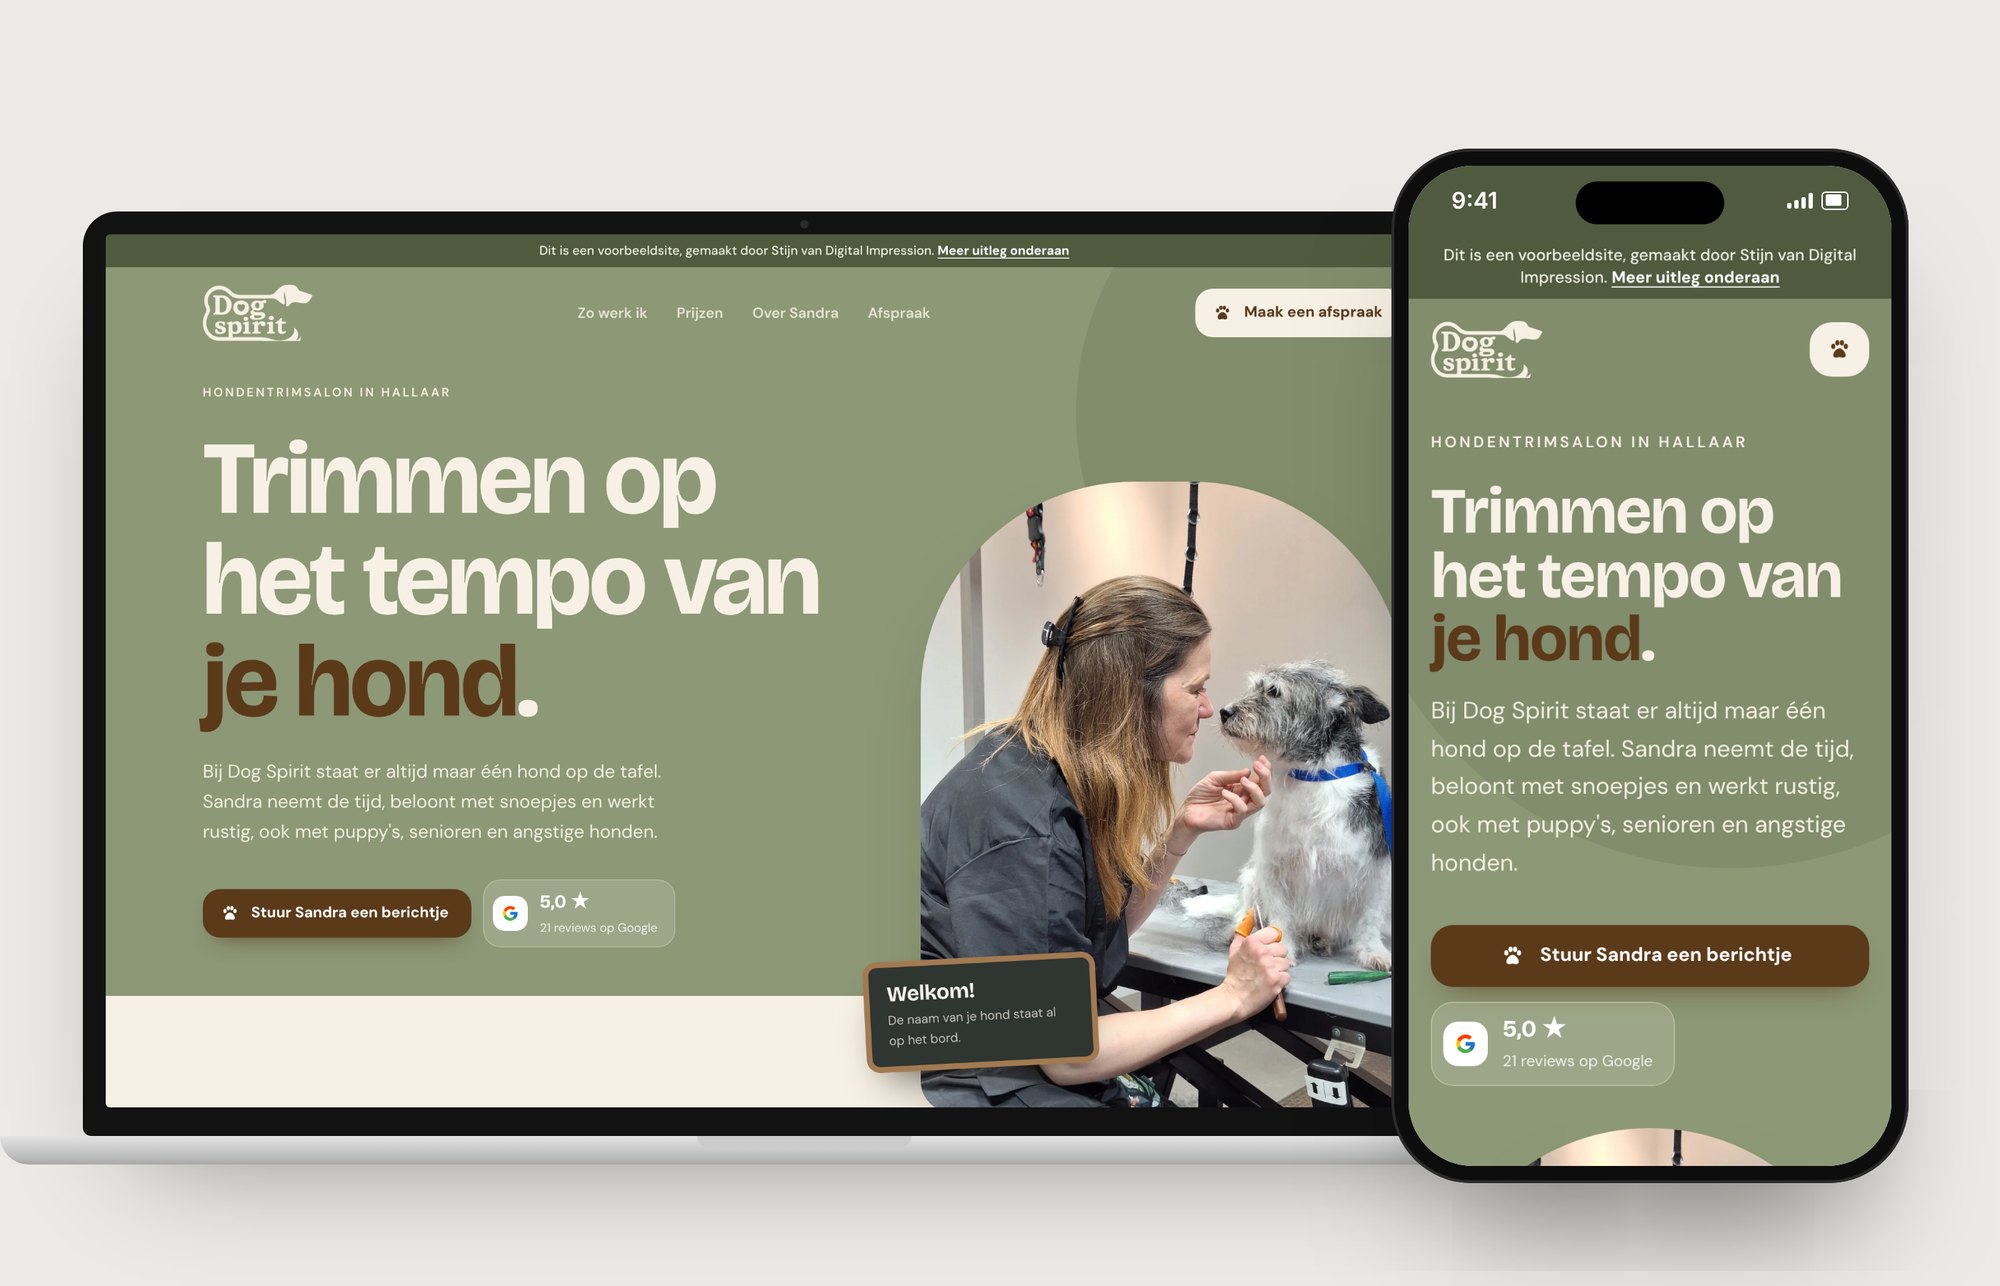 Dit is een voorbeeldsite, gemaakt door Stijn van Digital Impression. Meer uitleg onderaan
Dog
spirit
Zo werk ik
Prijzen
Over Sandra
Afspraak
Maak een afspraak
HONDENTRIMSALON IN HALLAAR
Trimmen op
het tempo van
je hond.
Bij Dog Spirit staat er altijd maar één hond op de tafel.
Sandra neemt de tijd, beloont met snoepjes en werkt
rustig, ook met puppy's, senioren en angstige honden.
Stuur Sandra een berichtje
5,0 ★
21 reviews op Google
Welkom!
De naam van je hond staat al
op het bord.
9:41
Dit is een voorbeeldsite, gemaakt door Stijn van Digital
Impression. Meer uitleg onderaan
Dog
spirit
HONDENTRIMSALON IN HALLAAR
Trimmen op
het tempo van
je hond.
Bij Dog Spirit staat er altijd maar één
hond op de tafel. Sandra neemt de tijd,
beloont met snoepjes en werkt rustig,
ook met puppy's, senioren en angstige
honden.
Stuur Sandra een berichtje
5,0 ★
21 reviews op Google